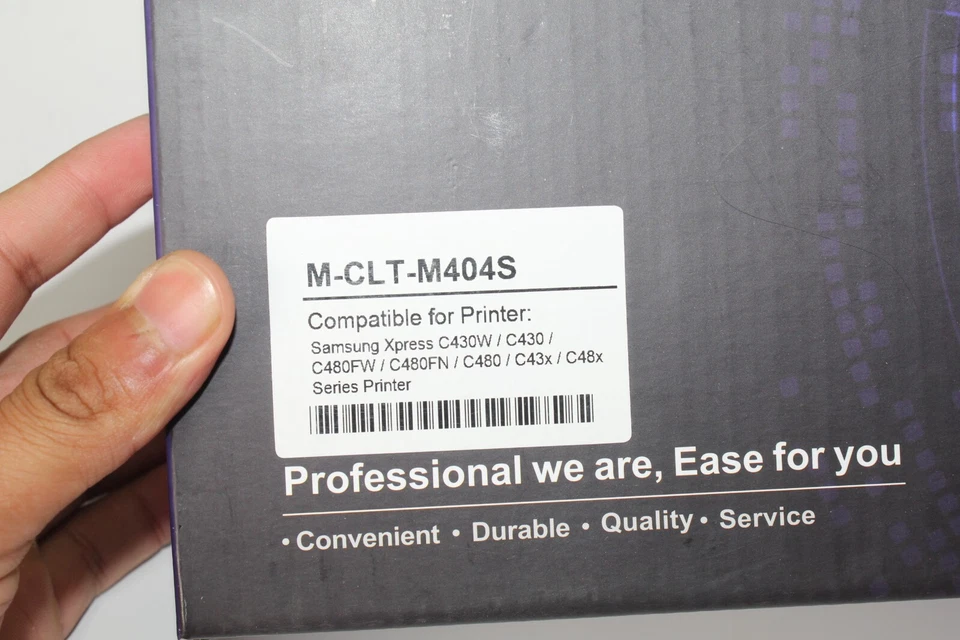 M-CLT-M404S
Compatible for Printer:
Samsung Xpress C430W / C430 /
C480FW / C480FN / C480 / C43x / C48x
Series Printer
Professional we are, Ease for you
• Convenient • Durable • Quality • Service